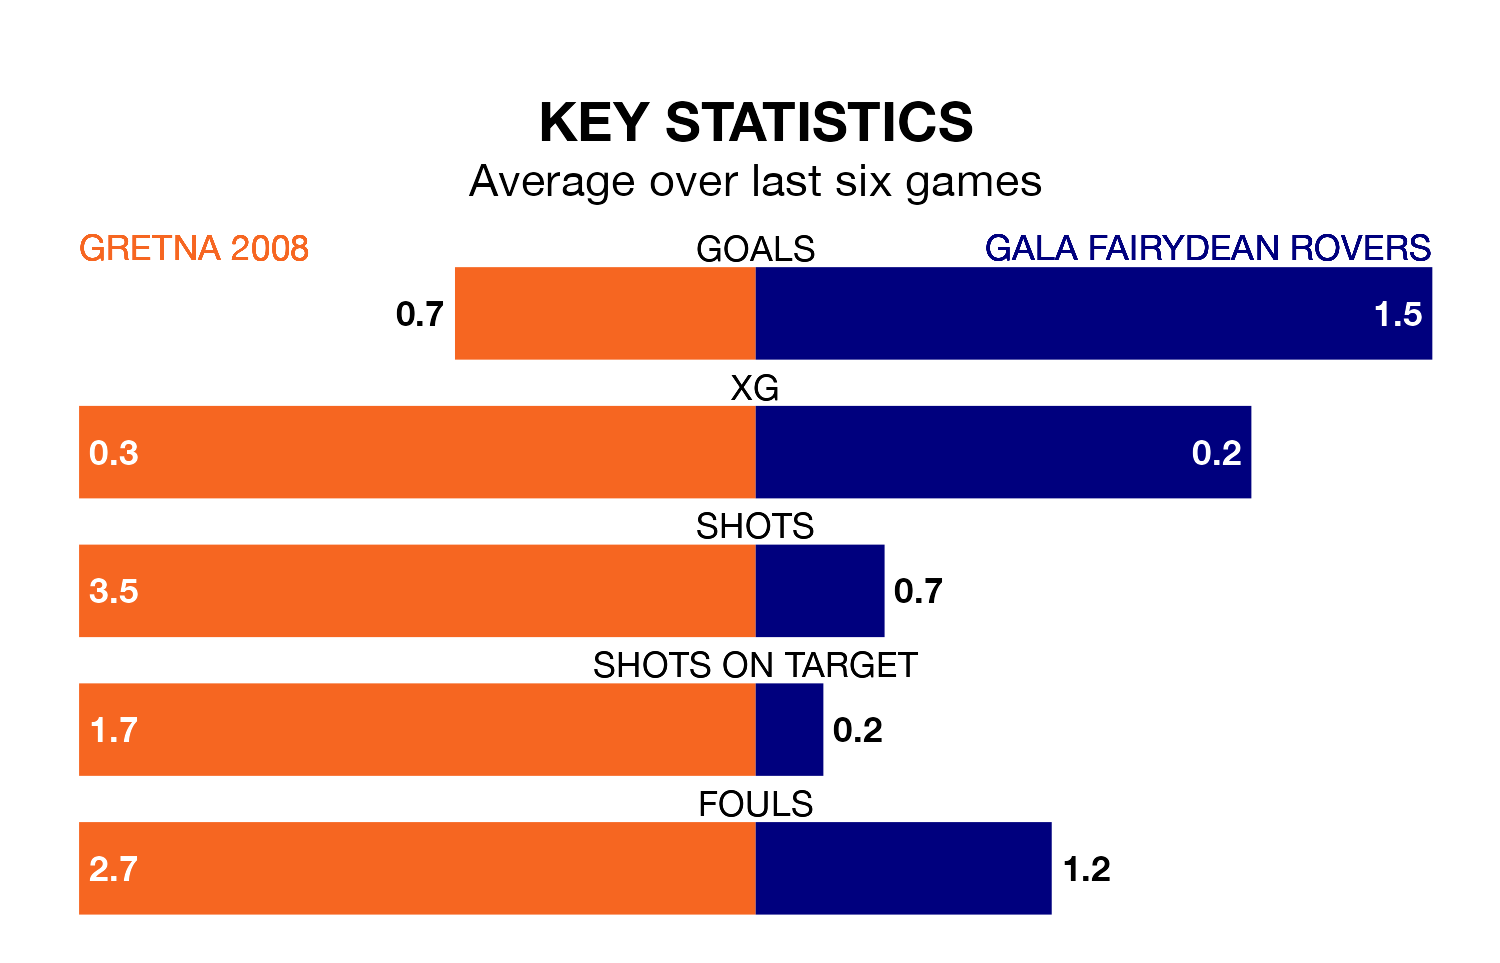 KEY STATISTICS
Average over last six games
GRETNA 2008 GOALS GALA FAIRYDEAN ROVERS
0.7 1.5
XG
0.3 0.2
SHOTS
3.5 0.7
SHOTS ON TARGET
1.7 0.2
FOULS
2.7 1.2